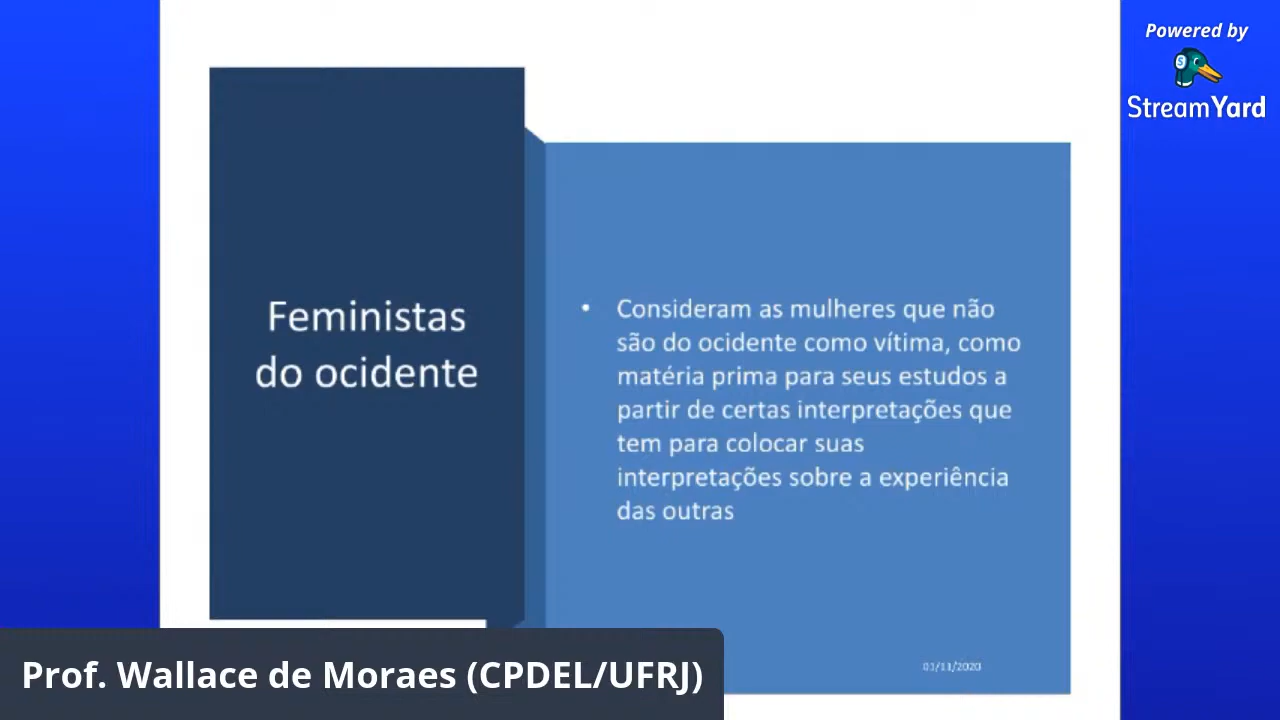 Powered by
StreamYard
Feministas
do ocidente
• Consideram as mulheres que não
são do ocidente como vítima, como
matéria prima para seus estudos a
partir de certas interpretações que
tem para colocar suas
interpretações sobre a experiência
das outras
Prof. Wallace de Moraes (CPDEL/UFRJ)